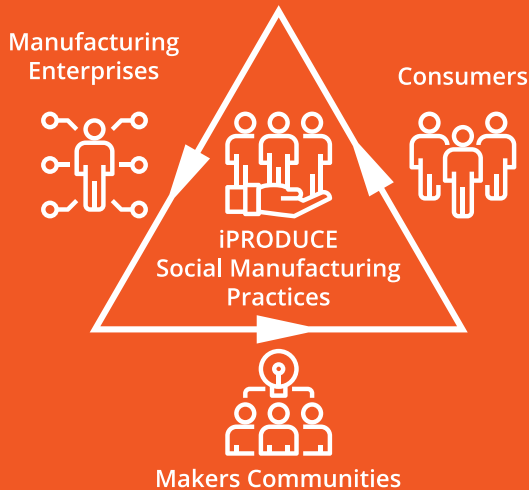 Manufacturing
Enterprises
Consumers
iPRODUCE
Social Manufacturing
Practices
Makers Communities